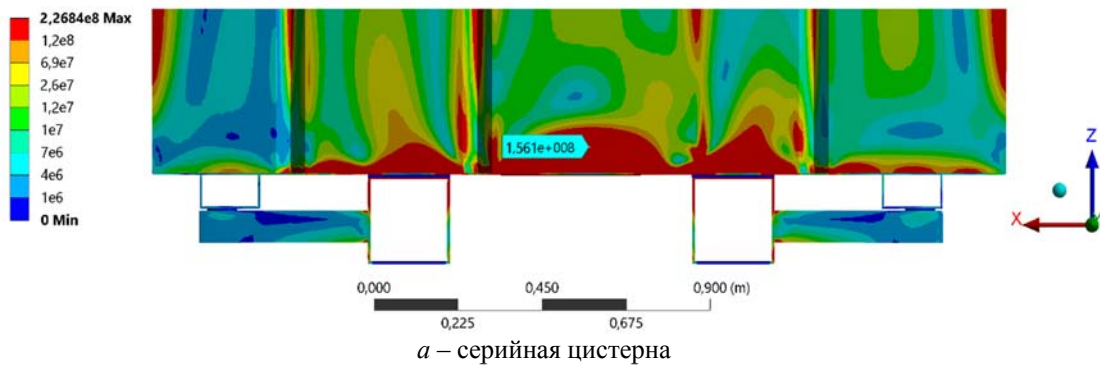 2,2684e8 Max
1,2e8
6,9e7
2,6e7
1,2e7
1e7
7e6
4e6
1e6
0 Min
1,561e+008
Z
X
0,000 0,450 0,900 (m)
0,225 0,675
а – серийная цистерна